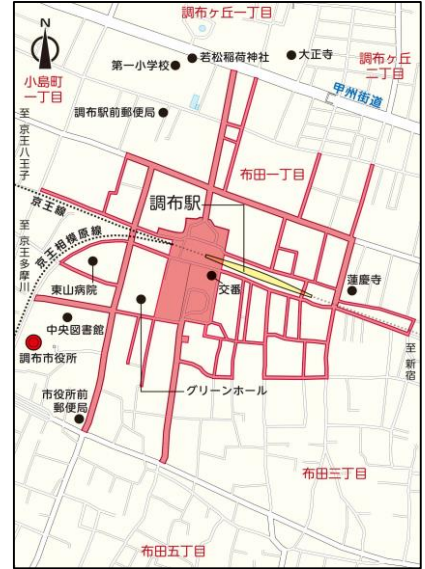 調布ヶ丘一丁目
N
若松稲荷神社
大正寺
第一小学校
調布ヶ丘
二丁目
小島町
一丁目
甲州街道
調布駅前郵便局
至 京王八王子
布田一丁目
京王線
調布駅
至 京王多摩川
京王相模原線
東山病院
交番
蓮慶寺
中央図書館
調布市役所
至 新宿
グリーンホール
市役所前
郵便局
布田三丁目
布田五丁目